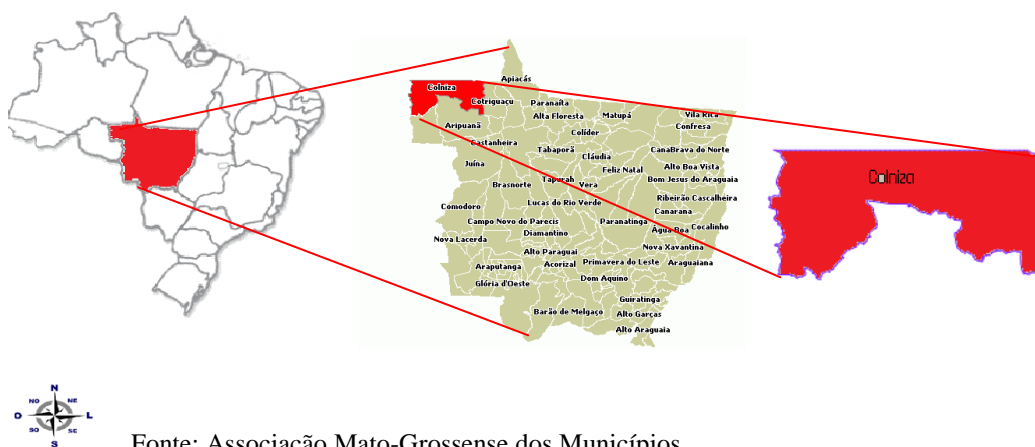 Apiacás
Colniza
Cotriguaçu
Paranaíta
Alta Floresta
Matupá
Vila Rica
Confresa
Aripuanã
Colíder
Castanheira
Tabaporã
CanaBrava do Norte
Cláudia
Juína
Feliz Natal
Alto Boa Vista
Tapurah
Vera
Bom Jesus do Araguaia
Brasnorte
Ribeirão Cascalheira
Comodoro
Lucas do Rio Verde
Canarana
Campo Novo do Parecis
Paranatinga
Água Boa
Cocalinho
Diamantino
Nova Lacerda
Nova Xavantina
Alto Paraguai
Araputanga
Acorizal
Primavera do Leste
Araguaiana
Glória d'Oeste
Dom Aquino
Guiratinga
Barão de Melgaço
Alto Garças
Alto Araguaia
Colniza
N
NO
NE
O
L
SO
SE
S
Fonte: Associação Mato-Grossense dos Municípios